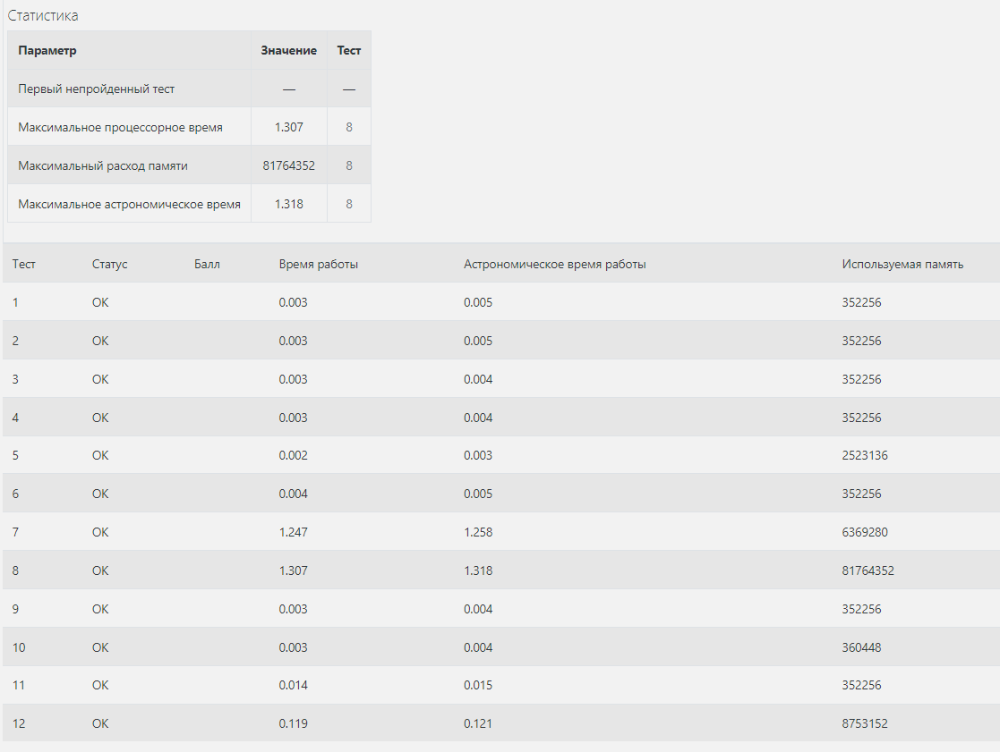 Статистика
Параметр Значение Тест
Первый непройденный тест — —
Максимальное процессорное время 1.307 8
Максимальный расход памяти 81764352 8
Максимальное астрономическое время 1.318 8
Тест Статус Балл Время работы Астрономическое время работы Используемая память
1 OK 0.003 0.005 352256
2 OK 0.003 0.005 352256
3 OK 0.003 0.004 352256
4 OK 0.003 0.004 352256
5 OK 0.002 0.003 2523136
6 OK 0.004 0.005 352256
7 OK 1.247 1.258 6369280
8 OK 1.307 1.318 81764352
9 OK 0.003 0.004 352256
10 OK 0.003 0.004 360448
11 OK 0.014 0.015 352256
12 OK 0.119 0.121 8753152